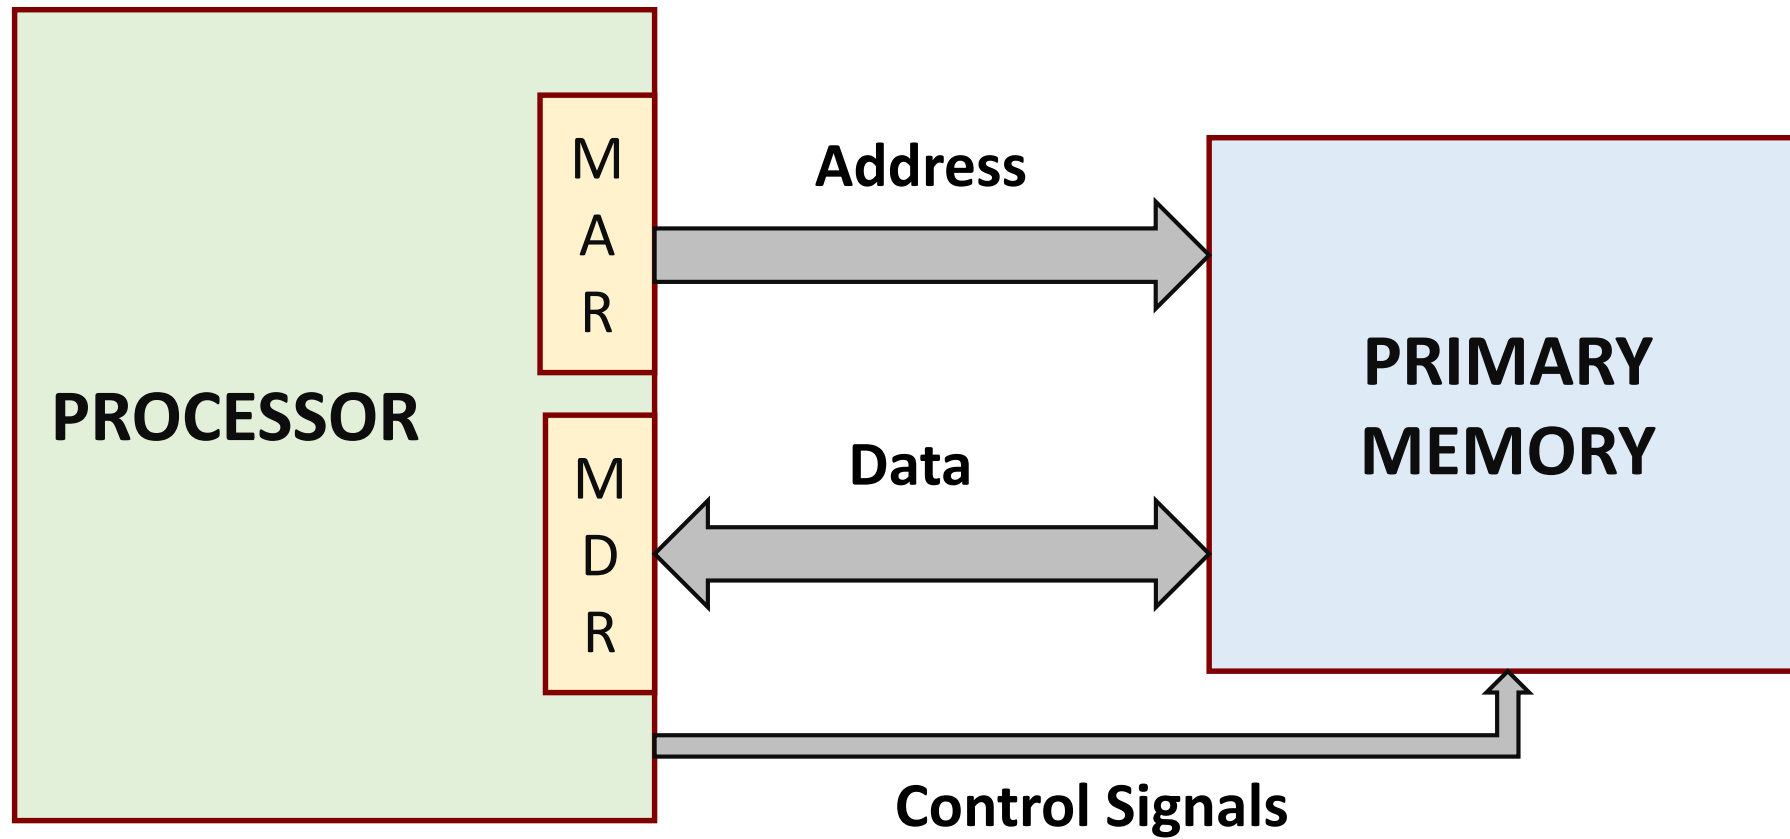 PROCESSOR
M
A
R
M
D
R
Address
Data
Control Signals
PRIMARY
MEMORY